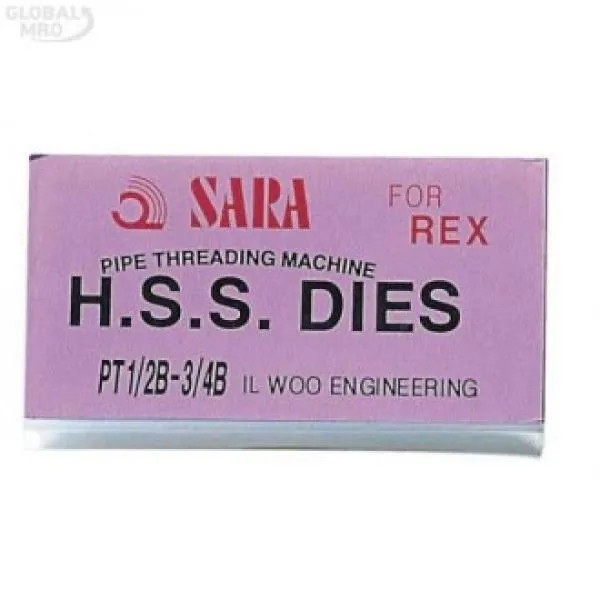 GLOBAL
MRO
SARA
FOR
REX
PIPE THREADING MACHINE
H.S.S. DIES
PT1/2B-3/4B IL WOO ENGINEERING